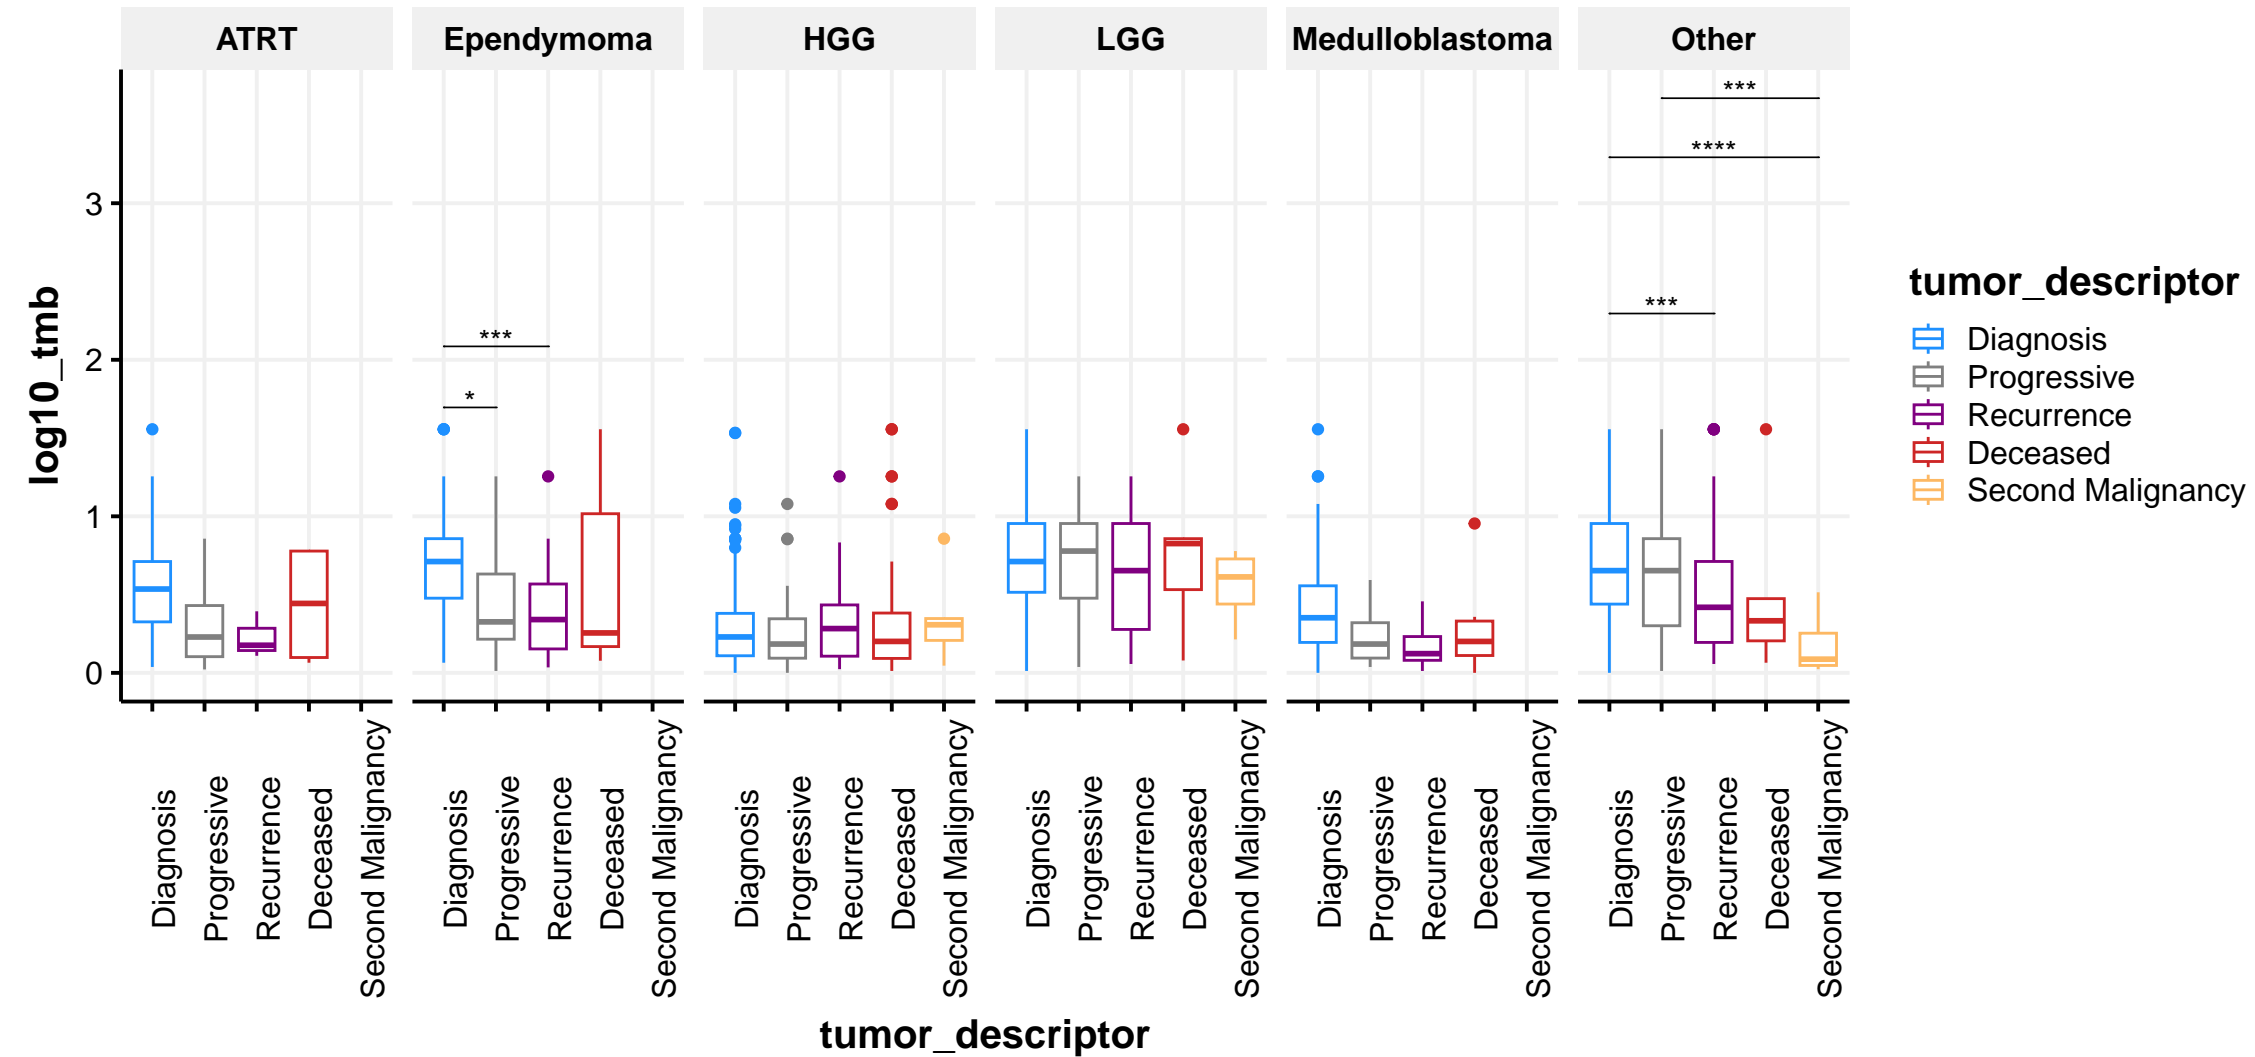 ATRT
Ependymoma
HGG
LGG
Medulloblastoma
Other
***
****
***
***
*
log10_tmb
3
2
1
0
Diagnosis
Progressive
Recurrence
Deceased
Second Malignancy
Diagnosis
Progressive
Recurrence
Deceased
Second Malignancy
Diagnosis
Progressive
Recurrence
Deceased
Second Malignancy
Diagnosis
Progressive
Recurrence
Deceased
Second Malignancy
Diagnosis
Progressive
Recurrence
Deceased
Second Malignancy
Diagnosis
Progressive
Recurrence
Deceased
Second Malignancy
tumor_descriptor
tumor_descriptor
Diagnosis
Progressive
Recurrence
Deceased
Second Malignancy